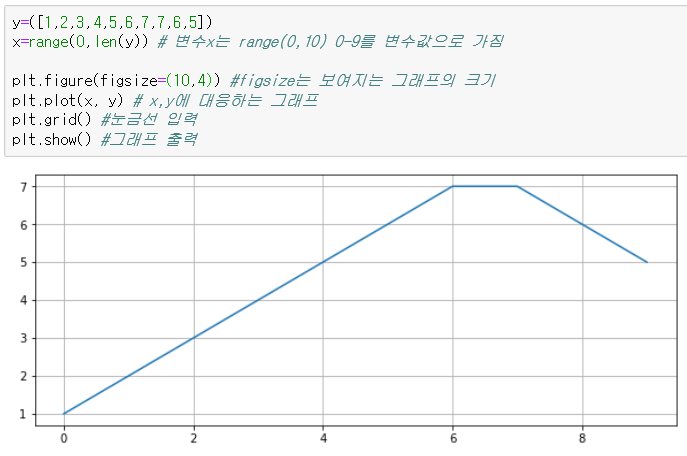 y=([1,2,3,4,5,6,7,7,6,5])
x=range(0,len(y)) # 변수x는 range(0,10) 0-9를 변수값으로 가짐
plt.figure(figsize=(10,4)) #figsize는 보여지는 그래프의 크기
plt.plot(x, y) # x,y에 대응하는 그래프
plt.grid() #눈금선 입력
plt.show() #그래프 출력
7
6
5
4
3
2
1
0 2 4 6 8